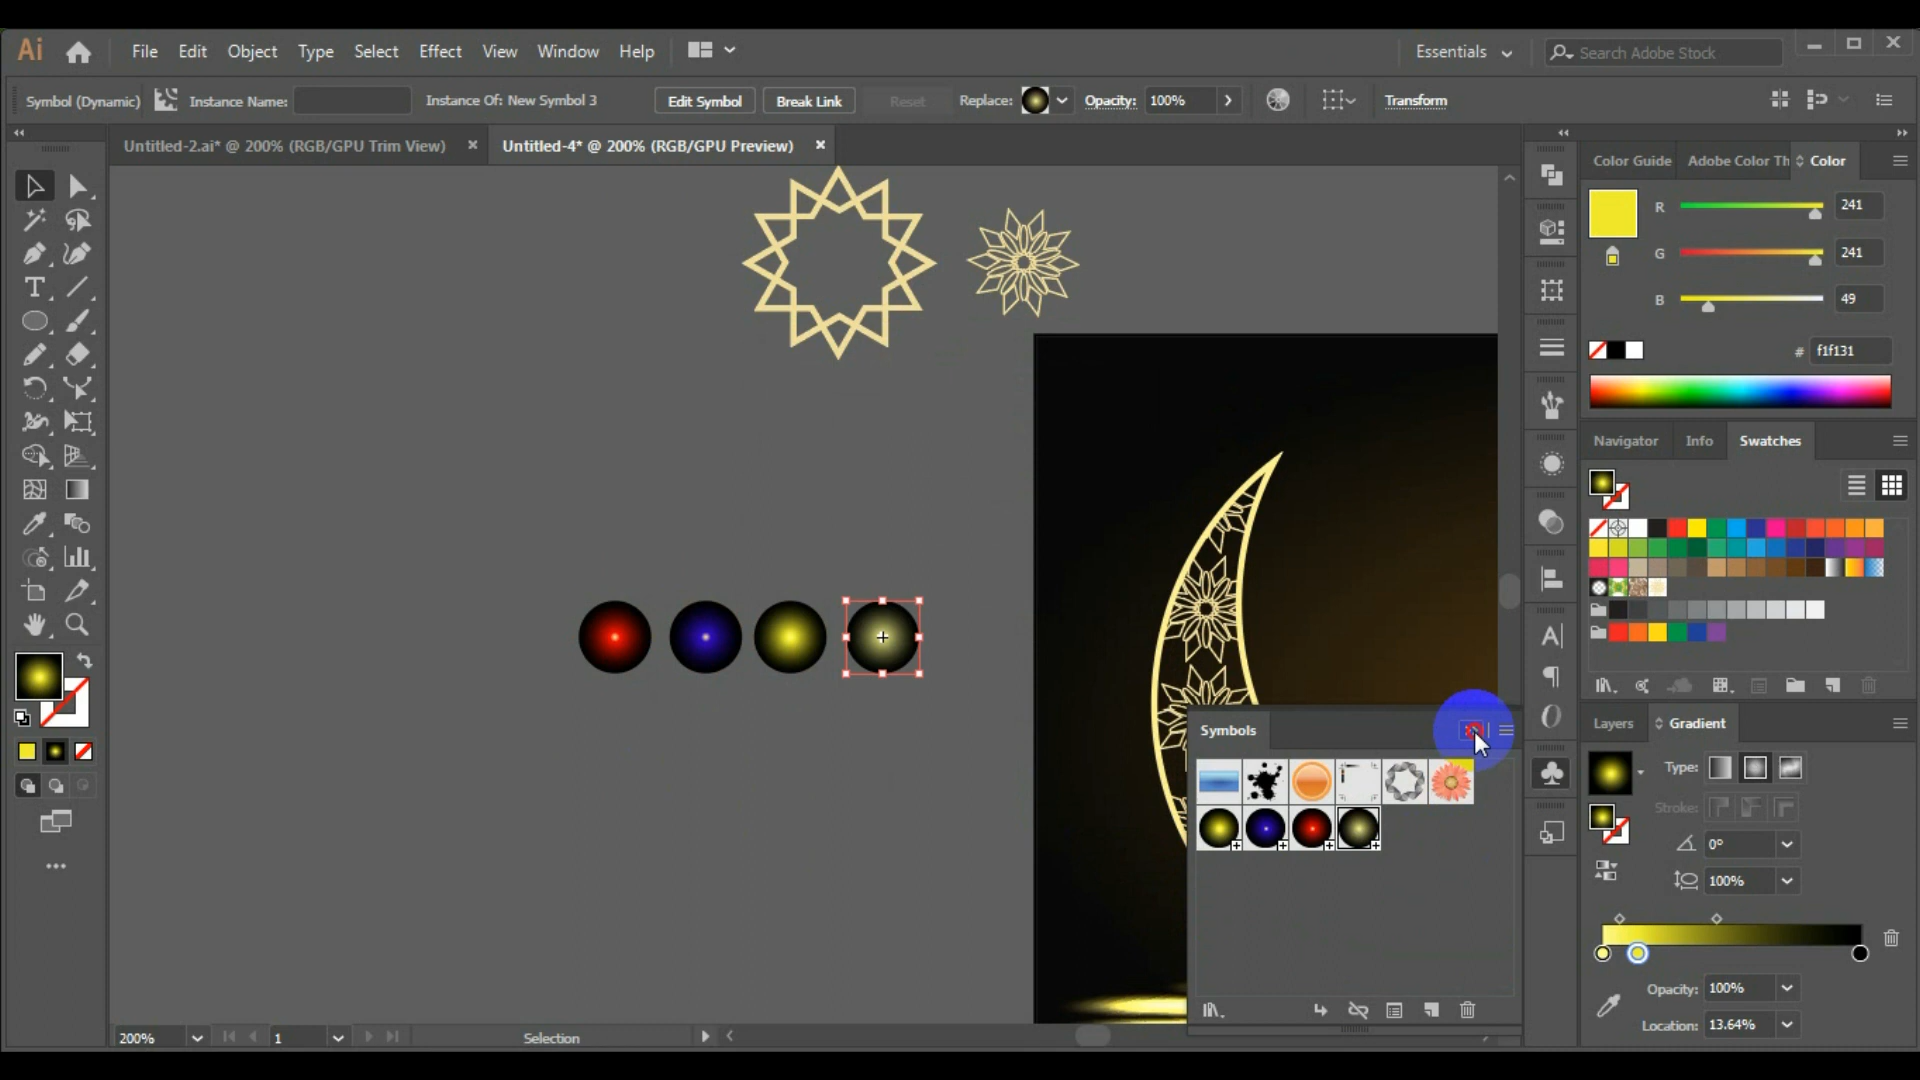 Ai File Edit Object Type Select Effect View Window Help Essentials Search Adobe Stock
Symbol (Dynamic) Instance Name: Instance Of: New Symbol 3 Edit Symbol Break Link Reset Replace: Opacity: 100% Transform
Untitled-2.ai* @ 200% (RGB/GPU Trim View) Untitled-4* @ 200% (RGB/GPU Preview)
Color Guide Adobe Color Th Color
R 241
G 241
B 49
# f1f131
Navigator Info Swatches
Symbols
Layers Gradient
Type:
Stroke:
0°
100%
Opacity: 100%
Location: 13.64%
200% 1 Selection